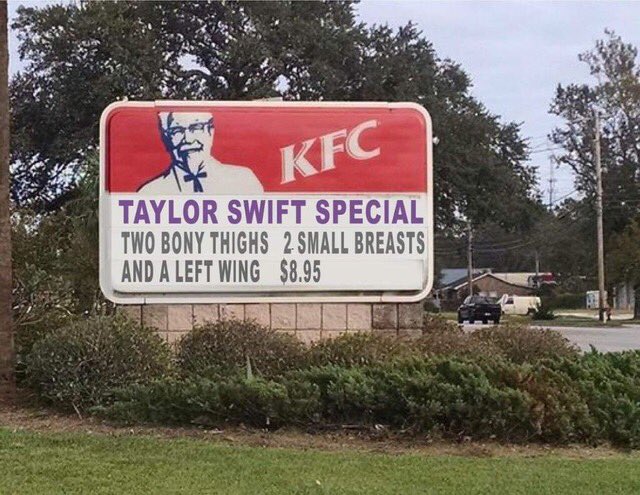 KFC
TAYLOR SWIFT SPECIAL
TWO BONY THIGHS 2 SMALL BREASTS
AND A LEFT WING $8.95